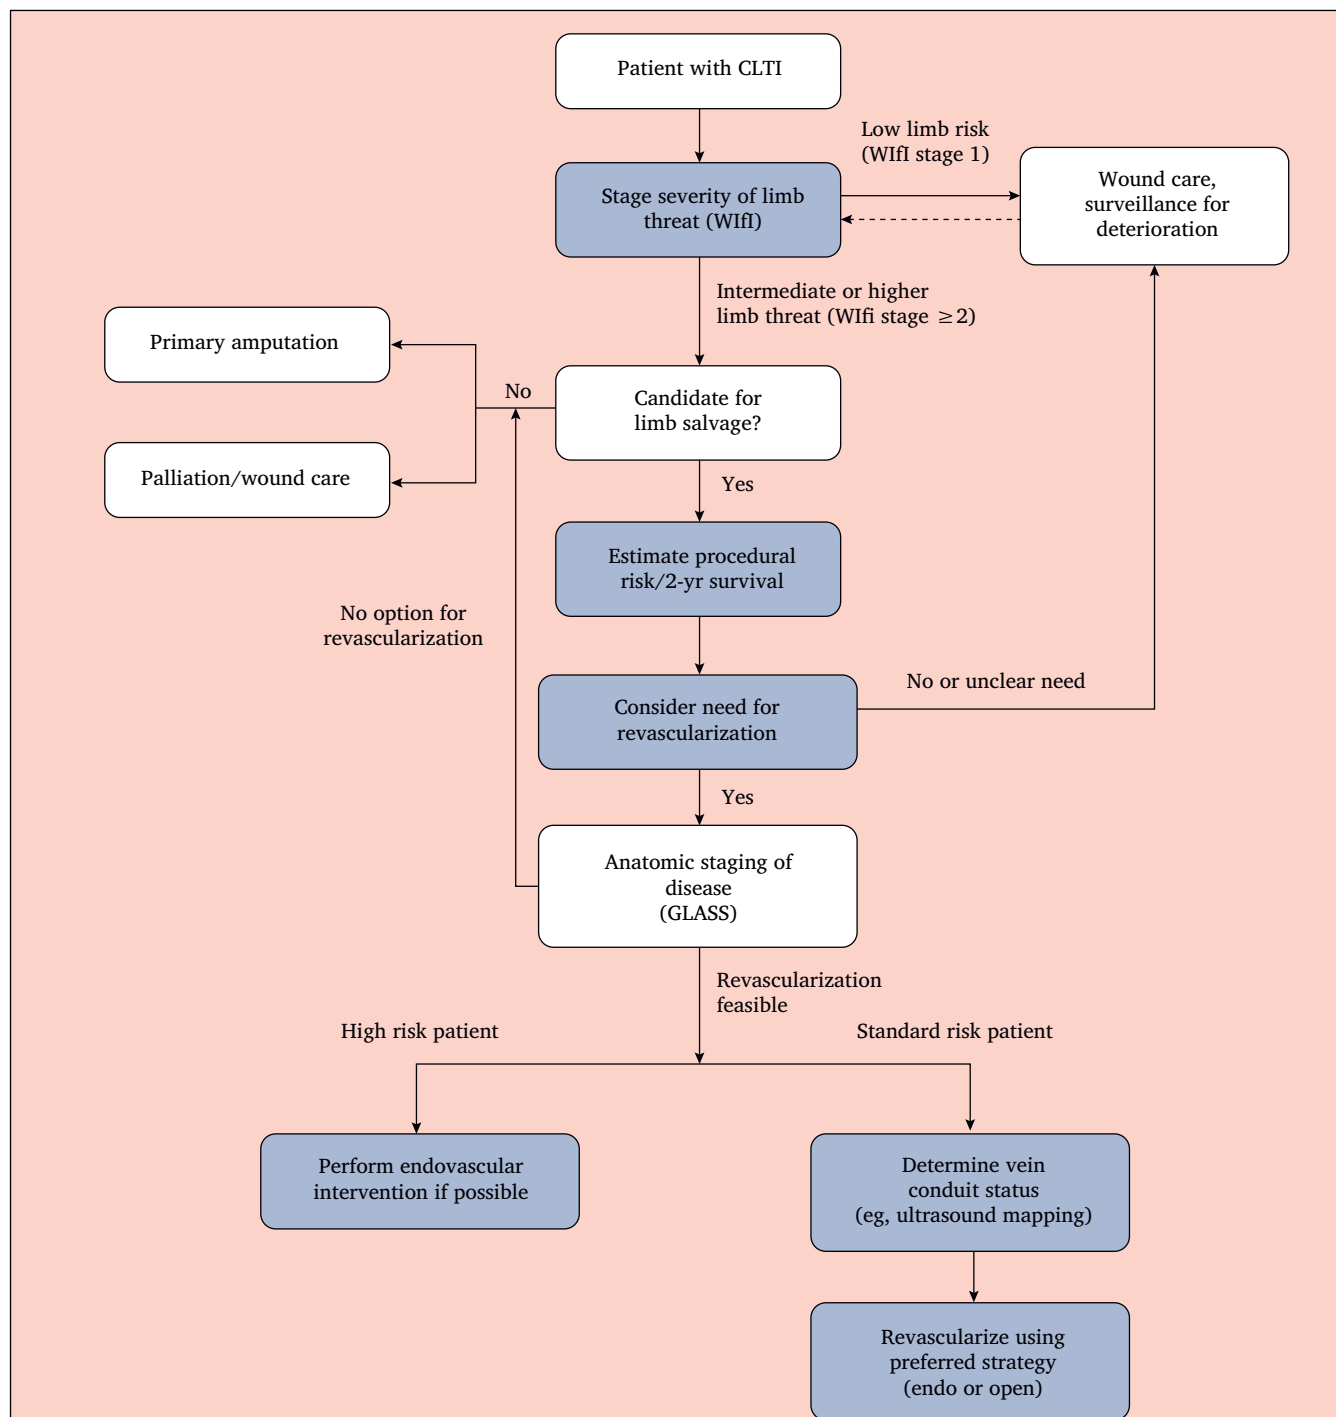 Patient with CLTI
Low limb risk
(WIfI stage 1)
Stage severity of limb
threat (WIfI)
Wound care,
surveillance for
deterioration
Intermediate or higher
limb threat (WIfi stage ≥2)
Primary amputation
No
Candidate for
limb salvage?
Palliation/wound care
Yes
Estimate procedural
risk/2-yr survival
No option for
revascularization
No or unclear need
Consider need for
revascularization
Yes
Anatomic staging of
disease
(GLASS)
Revascularization
feasible
High risk patient
Standard risk patient
Perform endovascular
intervention if possible
Determine vein
conduit status
(eg, ultrasound mapping)
Revascularize using
preferred strategy
(endo or open)